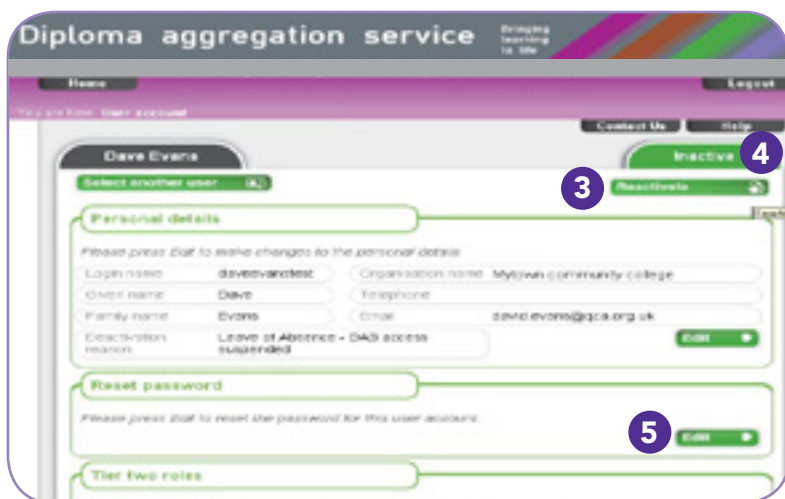 Diploma aggregation service
Bringing
learning
to life
Home
Logout
You are here: User account
Contact Us
Help
Dave Evans
Inactive
4
Select another user
3
Reactivate
Personal details
Please press Edit to make changes to the personal details
Login name daveevanstest Organisation name Mytown community college
Given name Dave Telephone
Family name Evans Email david.evans@qca.org.uk
Deactivation reason Leave of Absence - DAS access suspended
Edit
Reset password
Please press Edit to reset the password for this user account.
5
Edit
Tier two roles